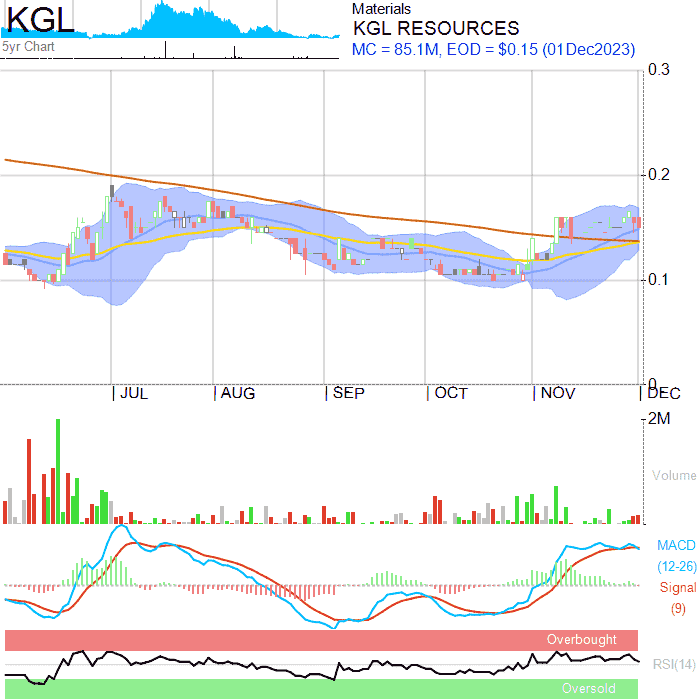 KGL
5yr Chart
Materials
KGL RESOURCES
MC = 85.1M, EOD = $0.15 (01Dec2023)
0.3
0.2
0.1
0
JUL
AUG
SEP
OCT
NOV
DEC
2M
Volume
MACD
(12-26)
Signal
(9)
Overbought
RSI(14)
Oversold